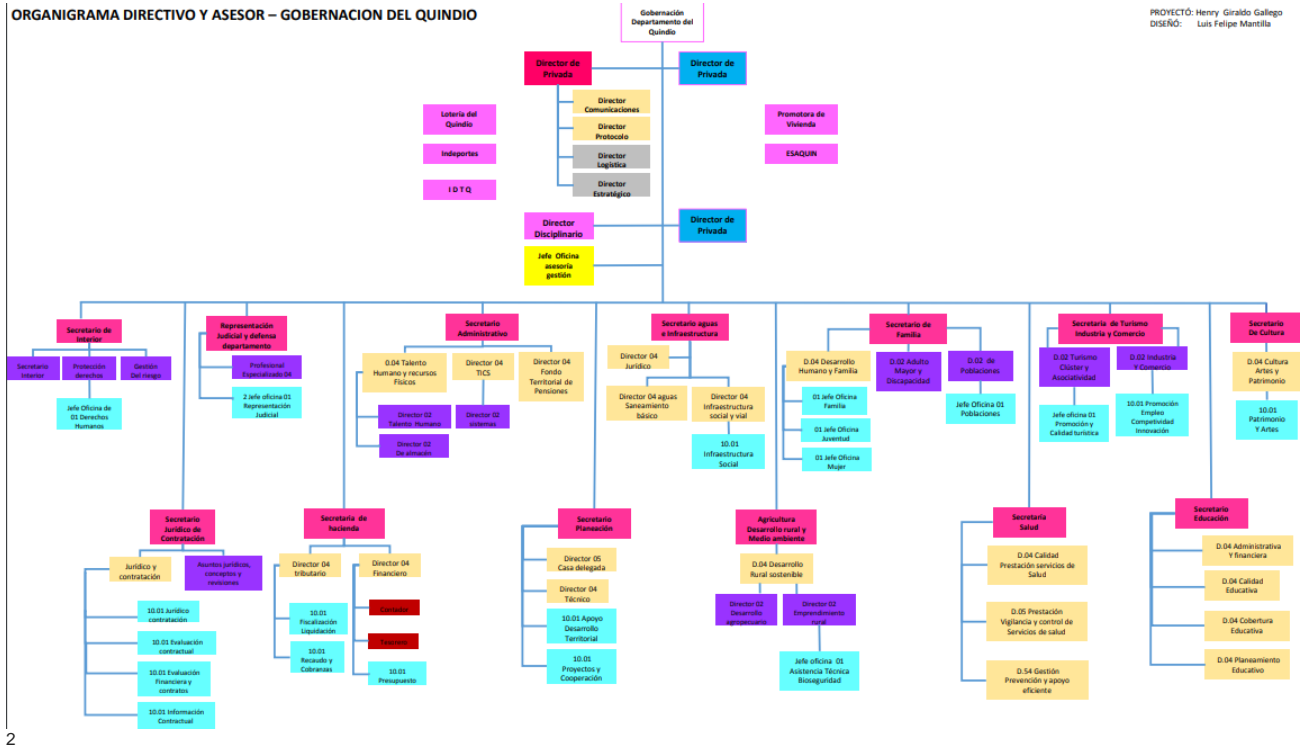 ORGANIGRAMA DIRECTIVO Y ASESOR – GOBERNACION DEL QUINDIO
PROYECTÓ: Henry Giraldo Gallego
DISEÑO: Luis Felipe Mantilla
Gobernación
Departamento del
Quindío
Director de
Privada
Director de
Privada
Director
Comunicaciones
Director
Protocolo
Director
Logística
Director
Estratégico
Lotería del
Quindío
Indeportes
I D T Q
Promotora de
Vivienda
ESAQUIN
Director
Disciplinario
Director de
Privada
Jefe Oficina
asesoría
gestión
Secretario de
Interior
Secretario
Interior
Protección
derechos
Gestión
Del riesgo
Jefe Oficina de
01 Derechos
Humanos
Representación
Judicial y defensa
departamento
Profesional
Especializado 04
2 Jefe oficina 01
Representación
Judicial
Secretario
Administrativo
D.04 Talento
Humano y recursos
Físicos
Director 04
TICS
Director 04
Fondo
Territorial de
Pensiones
Director 02
Talento Humano
Director 02
sistemas
Director 02
De almacén
Secretario aguas
e Infraestructura
Director 04
Jurídico
Director 04 aguas
Saneamiento
básico
Director 04
Infraestructura
social y vial
10.01
Infraestructura
Social
Secretario de
Familia
D.04 Desarrollo
Humano y Familia
D.02 Adulto
Mayor y
Discapacidad
D.02 de
Poblaciones
01 Jefe Oficina
Familia
01 Jefe Oficina
Juventud
01 Jefe Oficina
Mujer
Jefe Oficina 01
Poblaciones
Secretaría de Turismo
Industria y Comercio
D.02 Turismo
Clúster y
Asociatividad
D.02 Industria
Y Comercio
Jefe oficina 01
Promoción y
Calidad turística
10.01 Promoción
Empleo
Competividad
Innovación
Secretario
De Cultura
D.04 Cultura
Artes y
Patrimonio
10.01
Patrimonio
Y Artes
Secretario
Jurídico de
Contratación
Jurídico y
contratación
Asuntos jurídicos,
conceptos y
revisiones
10.01 Jurídico
contratación
10.01 Evaluación
contractual
10.01 Evaluación
Financiera y
contratos
10.01 Información
Contractual
Secretaria de
hacienda
Director 04
tributario
Director 04
Financiero
10.01
Fiscalización
Liquidación
10.01
Recaudo y
Cobranzas
Contador
Tesorero
10.01
Presupuesto
Secretario
Planeación
Director 05
Casa delegada
Director 04
Técnico
10.01 Apoyo
Desarrollo
Territorial
10.01
Proyectos y
Cooperación
Agricultura
Desarrollo rural y
Medio ambiente
D.04 Desarrollo
Rural sostenible
Director 02
Desarrollo
agropecuario
Director 02
Emprendimiento
rural
Jefe oficina 01
Asistencia Técnica
Bioseguridad
Secretaría
Salud
D.04 Calidad
Prestación servicios de
Salud
D.05 Prestación
Vigilancia y control de
Servicios de salud
D.54 Gestión
Prevención y apoyo
eficiente
Secretario
Educación
D.04 Administrativa
Y financiera
D.04 Calidad
Educativa
D.04 Cobertura
Educativa
D.04 Planeamiento
Educativo
2